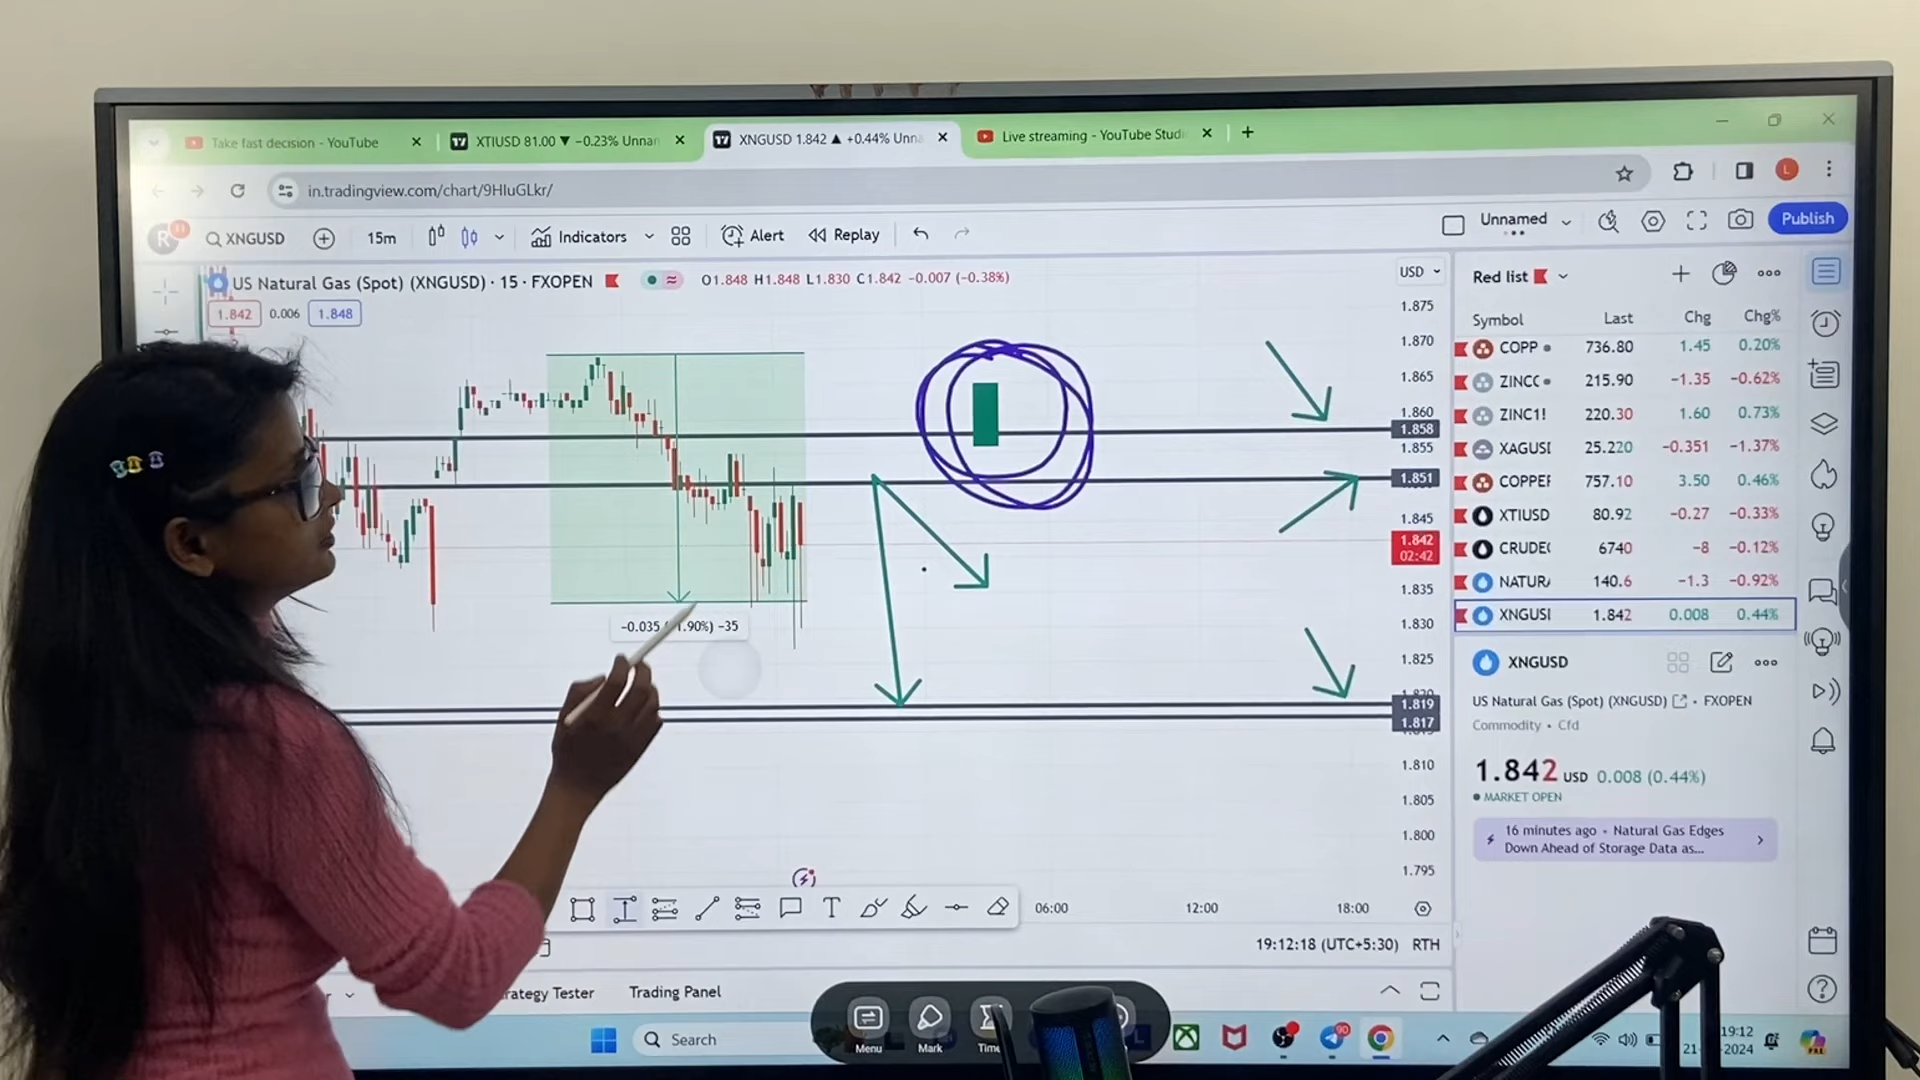 Take fast decision - YouTube
XTIUSD 81.00 ▼ −0.23% Unnan
XNGUSD 1.842 ▲ +0.44% Unna
Live streaming - YouTube Studi
in.tradingview.com/chart/9HIuGLkr/
L
R
11
XNGUSD
15m
Indicators
Alert
Replay
Unnamed
Publish
US Natural Gas (Spot) (XNGUSD) · 15 · FXOPEN
O1.848 H1.848 L1.830 C1.842 −0.007 (−0.38%)
USD
1.842 0.006 1.848
1.875
1.870
1.865
1.860
1.858
1.855
1.851
1.845
1.842
02:42
1.835
1.830
1.825
1.819
1.817
1.810
1.805
1.800
1.795
−35
06:00 12:00 18:00
19:12:18 (UTC+5:30) RTH
Tester
Trading Panel
Red list
Symbol Last Chg Chg%
COPP 736.80 1.45 0.20%
ZINCC 215.90 −1.35 −0.62%
ZINC1! 220.30 1.60 0.73%
XAGUSI 25.220 −0.351 −1.37%
COPPEF 757.10 3.50 0.46%
XTIUSD 80.92 −0.27 −0.33%
CRUDE( 6740 −8 −0.12%
NATUR/ 140.6 −1.3 −0.92%
XNGUSI 1.842 0.008 0.44%
XNGUSD
US Natural Gas (Spot) (XNGUSD) • FXOPEN
Commodity • Cfd
1.842 USD 0.008 (0.44%)
MARKET OPEN
16 minutes ago • Natural Gas Edges
Down Ahead of Storage Data as...
Menu
Mark
Search
90
19:12
2024
PRE